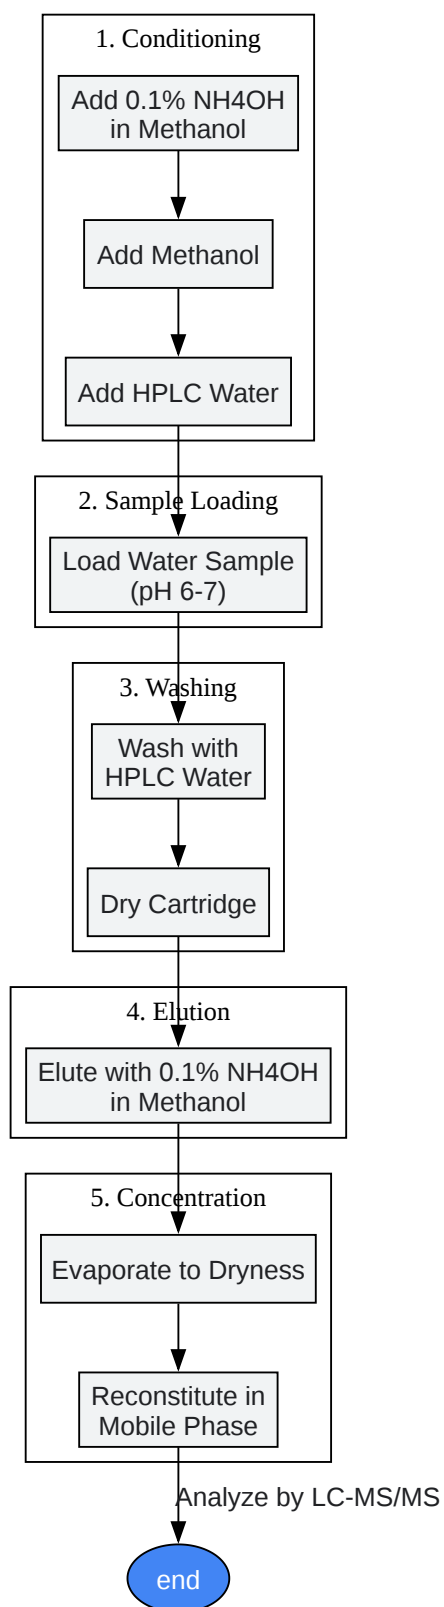 1. Conditioning
Add 0.1% NH4OH
in Methanol
Add Methanol
Add HPLC Water
2. Sample Loading
Load Water Sample
(pH 6-7)
3. Washing
Wash with
HPLC Water
Dry Cartridge
4. Elution
Elute with 0.1% NH4OH
in Methanol
5. Concentration
Evaporate to Dryness
Reconstitute in
Mobile Phase
Analyze by LC-MS/MS
end